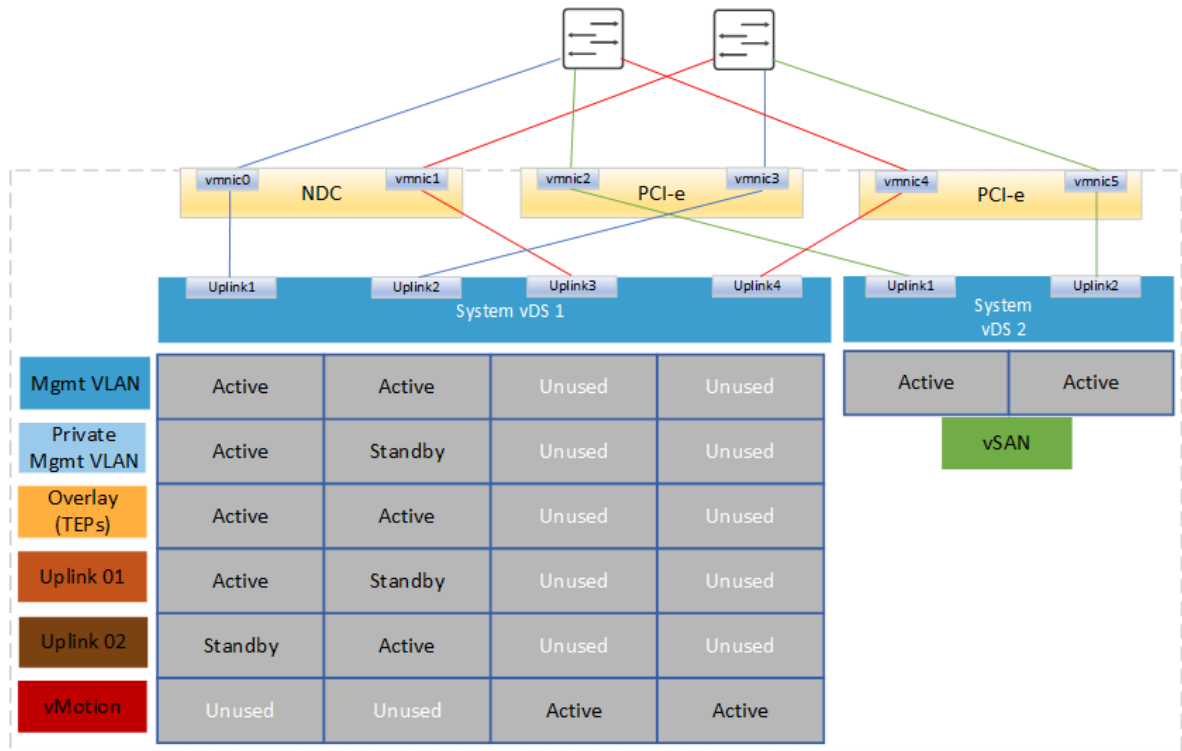 vmnic0
vmnic1
vmnic2
vmnic3
vmnic4
vmnic5
NDC
PCI-e
PCI-e
Uplink1
Uplink2
Uplink3
Uplink4
Uplink1
Uplink2
System vDS 1
System
vDS 2
Mgmt VLAN
Active
Active
Unused
Unused
Active
Active
Private
Mgmt VLAN
Active
Standby
Unused
Unused
vSAN
Overlay
(TEPs)
Active
Active
Unused
Unused
Uplink 01
Active
Standby
Unused
Unused
Uplink 02
Standby
Active
Unused
Unused
vMotion
Unused
Unused
Active
Active